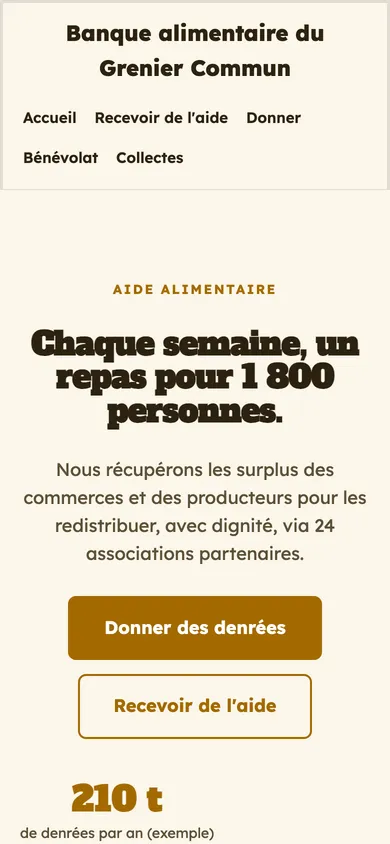 Banque alimentaire du
Grenier Commun
Accueil Recevoir de l'aide Donner
Bénévolat Collectes
AIDE ALIMENTAIRE
Chaque semaine, un
repas pour 1 800
personnes.
Nous récupérons les surplus des
commerces et des producteurs pour les
redistribuer, avec dignité, via 24
associations partenaires.
Donner des denrées
Recevoir de l'aide
210 t
de denrées par an (exemple)